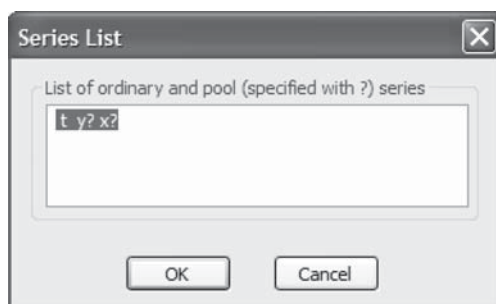 Series List
List of ordinary and pool (specified with ?) series
t y? x?
OK Cancel